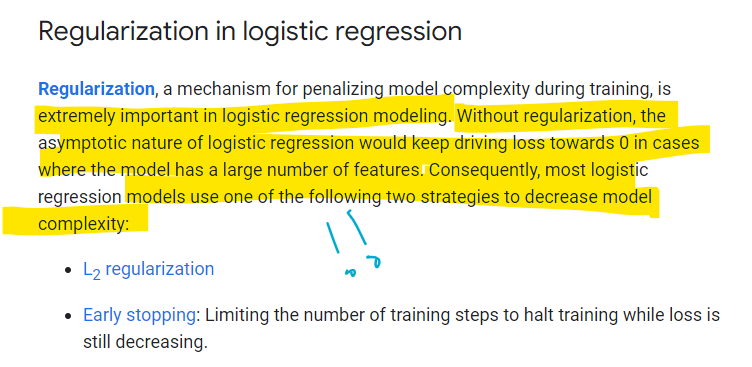 Regularization in logistic regression
Regularization, a mechanism for penalizing model complexity during training, is
extremely important in logistic regression modeling. Without regularization, the
asymptotic nature of logistic regression would keep driving loss towards 0 in cases
where the model has a large number of features. Consequently, most logistic
regression models use one of the following two strategies to decrease model
complexity:
• L2 regularization
• Early stopping: Limiting the number of training steps to halt training while loss is
still decreasing.